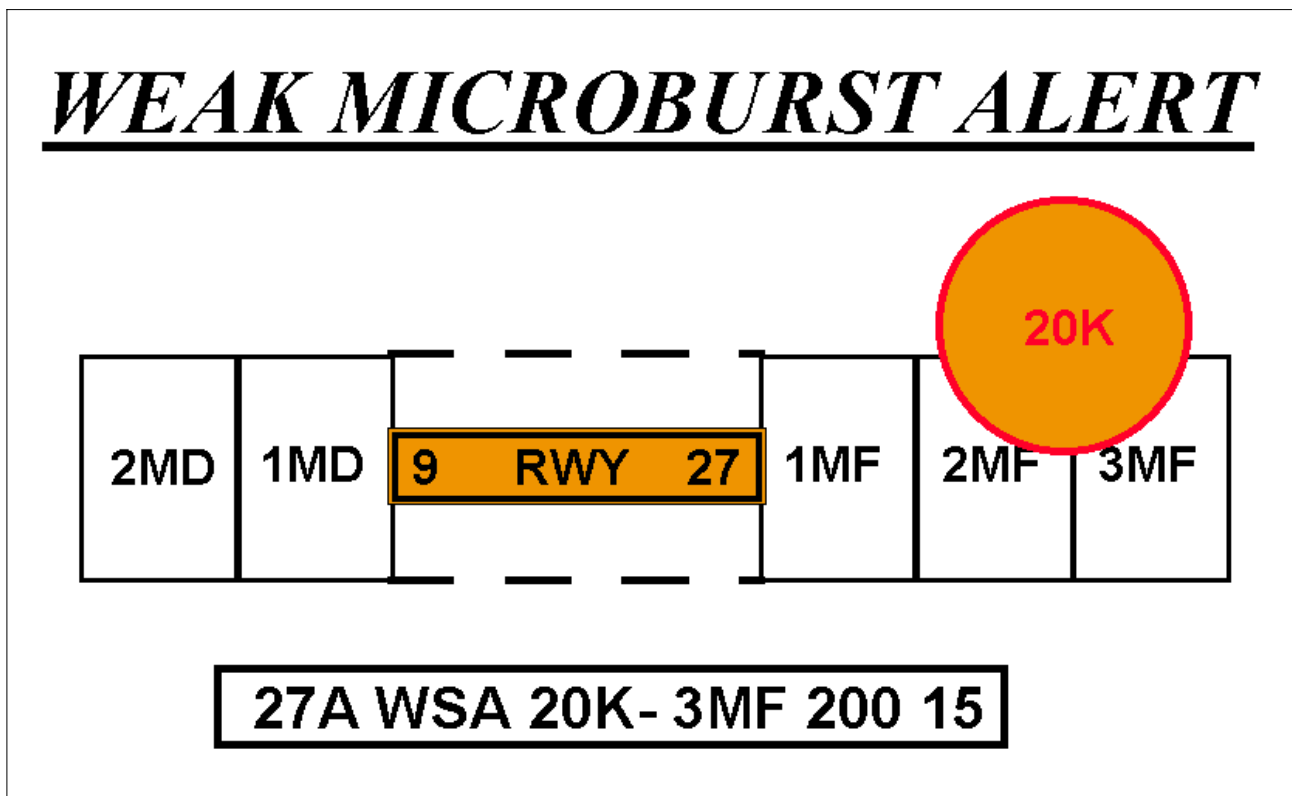 WEAK MICROBURST ALERT
20K
2MD 1MD 9 RWY 27 1MF 2MF 3MF
27A WSA 20K- 3MF 200 15